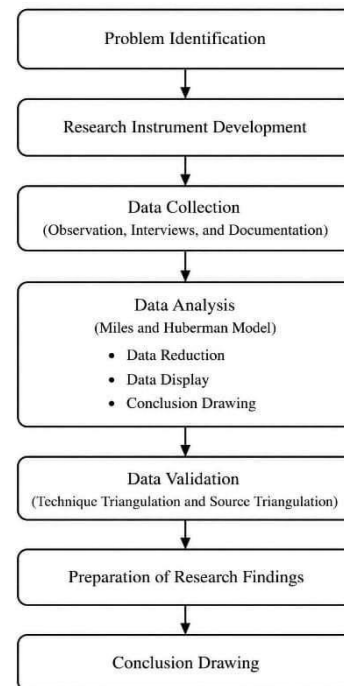 Problem Identification
Research Instrument Development
Data Collection
(Observation, Interviews, and Documentation)
Data Analysis
(Miles and Huberman Model)
• Data Reduction
• Data Display
• Conclusion Drawing
Data Validation
(Technique Triangulation and Source Triangulation)
Preparation of Research Findings
Conclusion Drawing